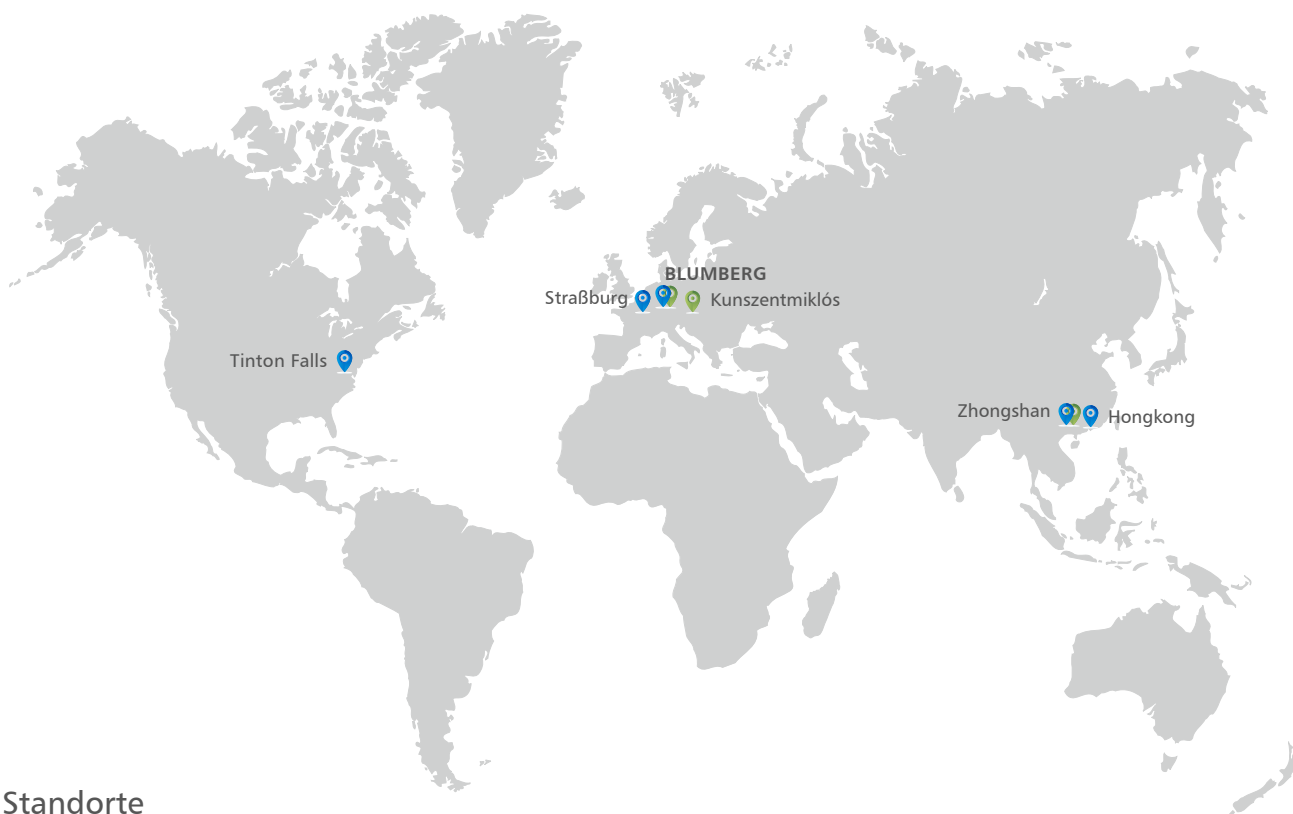 BLUMBERG
Straßburg
Kunszentmiklós
Tinton Falls
Zhongshan
Hongkong
Standorte